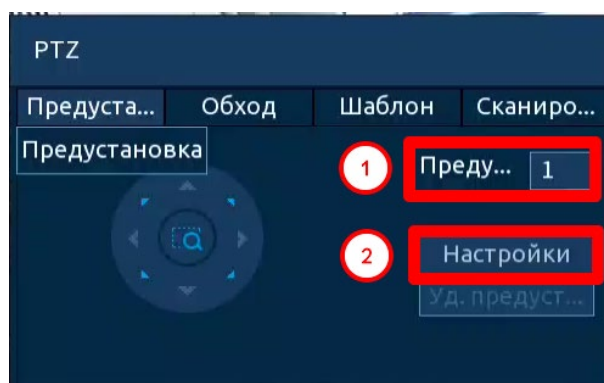 PTZ
Предуста... Обход Шаблон Сканиро...
Предустановка
1 Преду... 1
2 Настройки
Уд. предуст...